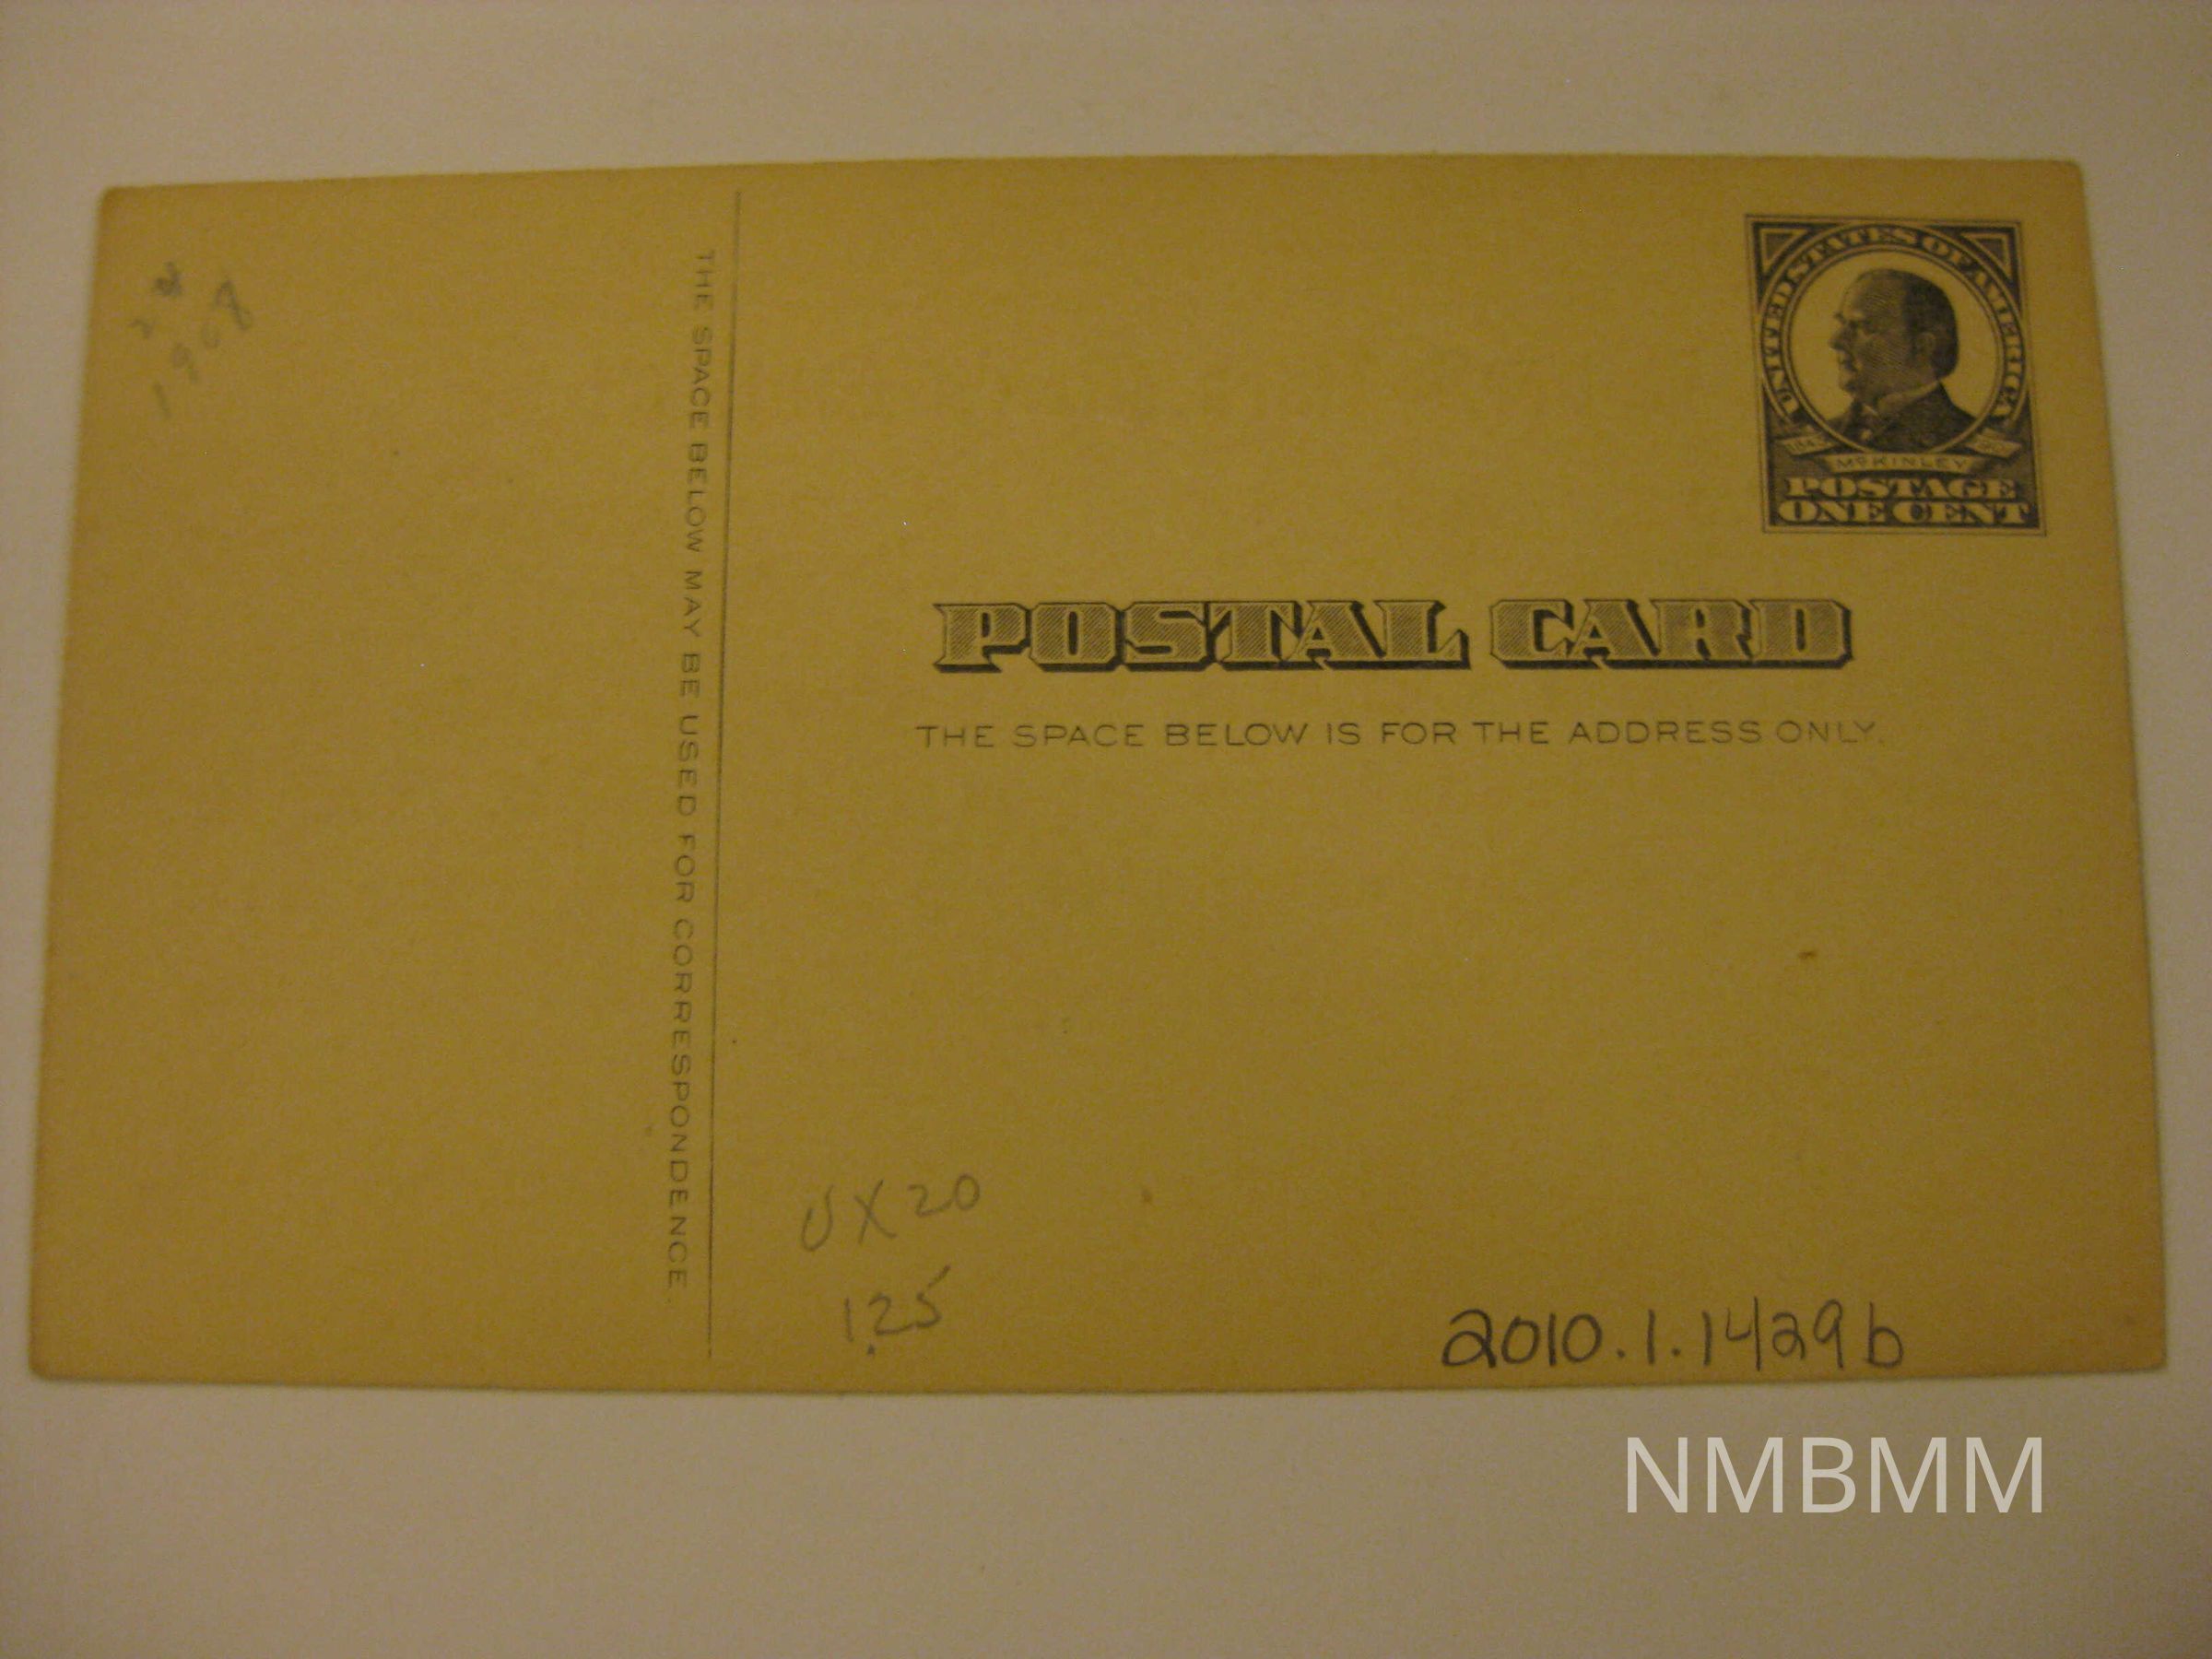 1908
THE SPACE BELOW MAY BE USED FOR CORRESPONDENCE.
UNITED STATES OF AMERICA
McKINLEY
POSTAGE
ONE CENT
POSTAL CARD
THE SPACE BELOW IS FOR THE ADDRESS ONLY.
UX20
1.25
2010.1.1429b
NMBMM